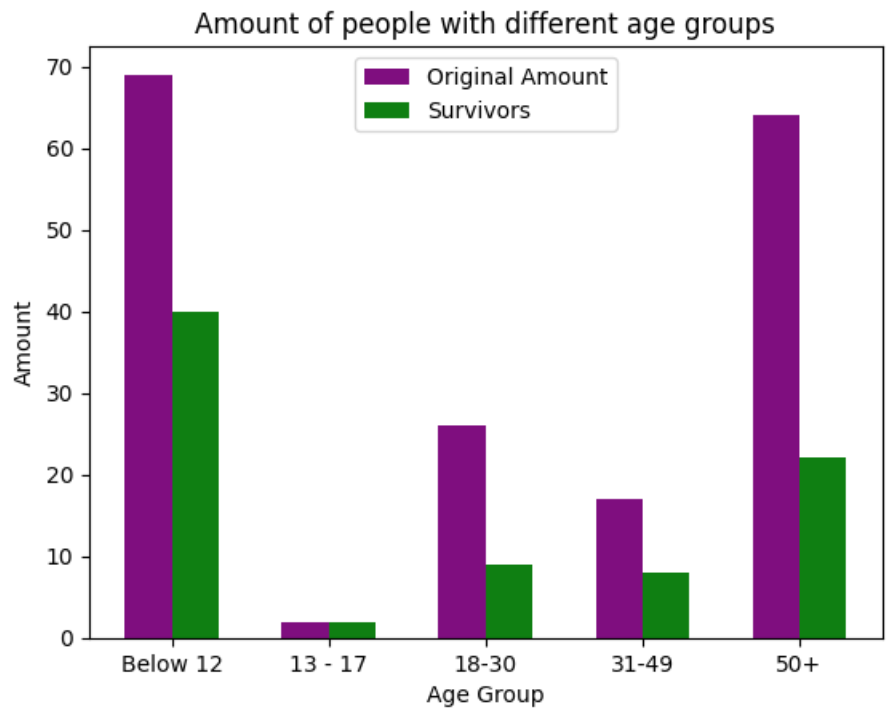 Amount of people with different age groups
Original Amount
Survivors
70
60
50
40
30
20
10
0
Amount
Below 12
13 - 17
18-30
31-49
50+
Age Group